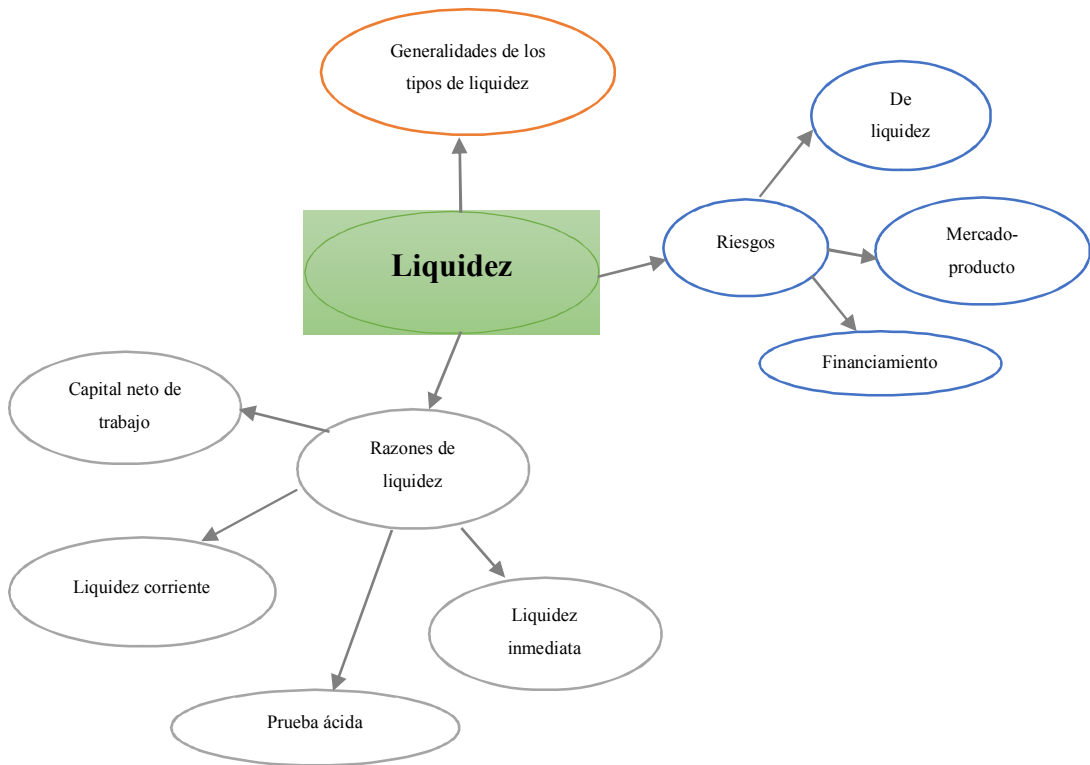 Generalidades de los
tipos de liquidez
De
liquidez
Riesgos
Mercado-
producto
Liquidez
Financiamiento
Capital neto de
trabajo
Razones de
liquidez
Liquidez corriente
Liquidez
inmediata
Prueba ácida